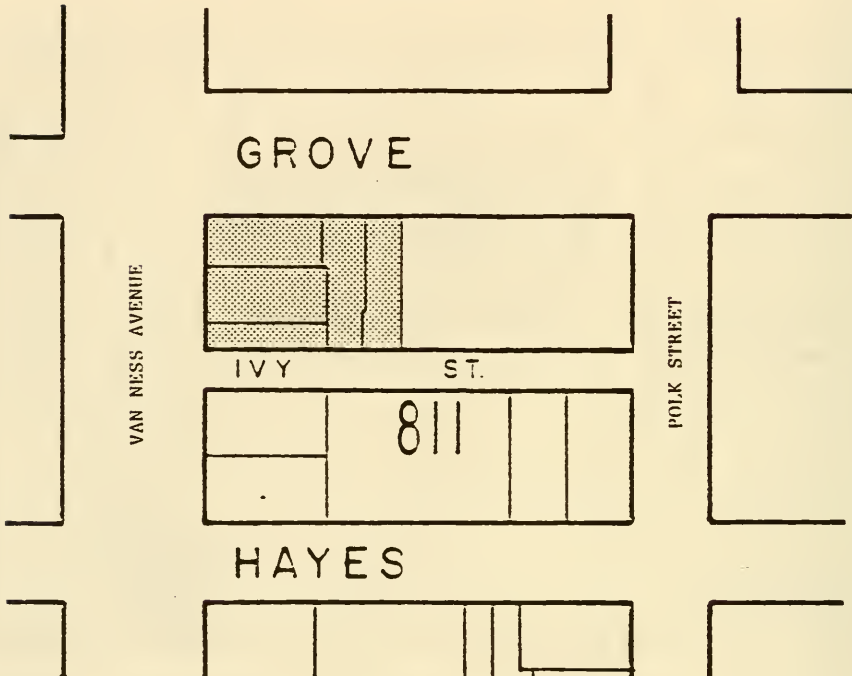 GROVE
VAN NESS AVENUE
POLK STREET
IVY ST.
811
HAYES